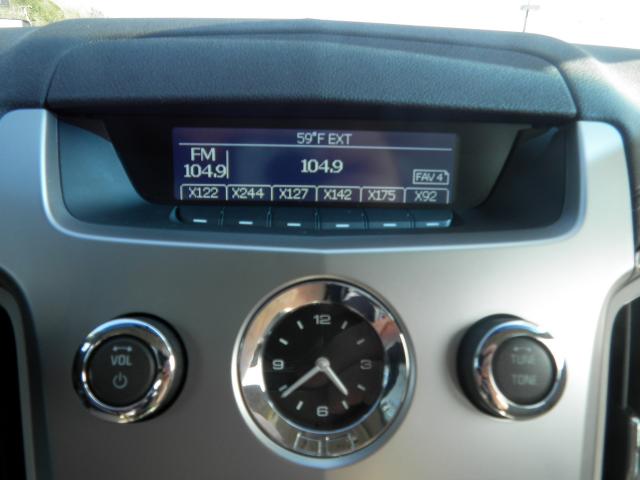 59°F EXT
FM
104.9
104.9
FAV 4
X122 X244 X127 X142 X175 X92
VOL
TUNE
TONE
12
9 3
6